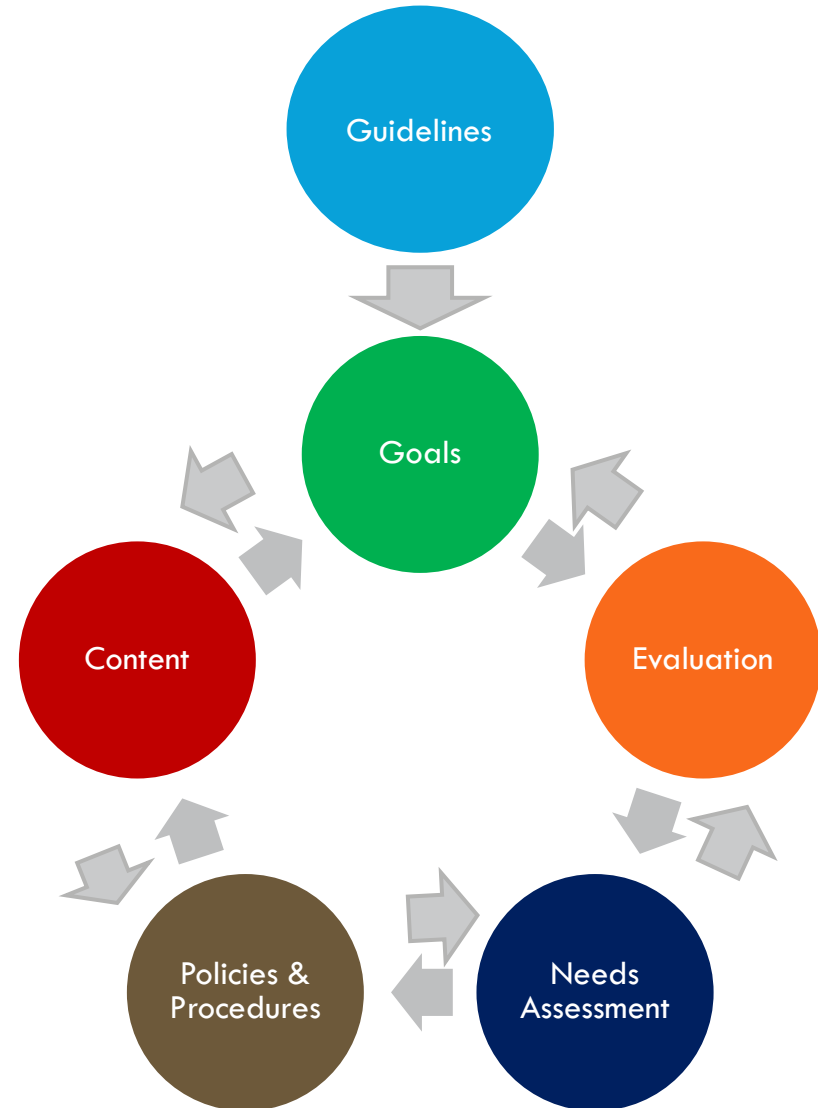 Guidelines
Goals
Content
Evaluation
Policies &
Procedures
Needs
Assessment